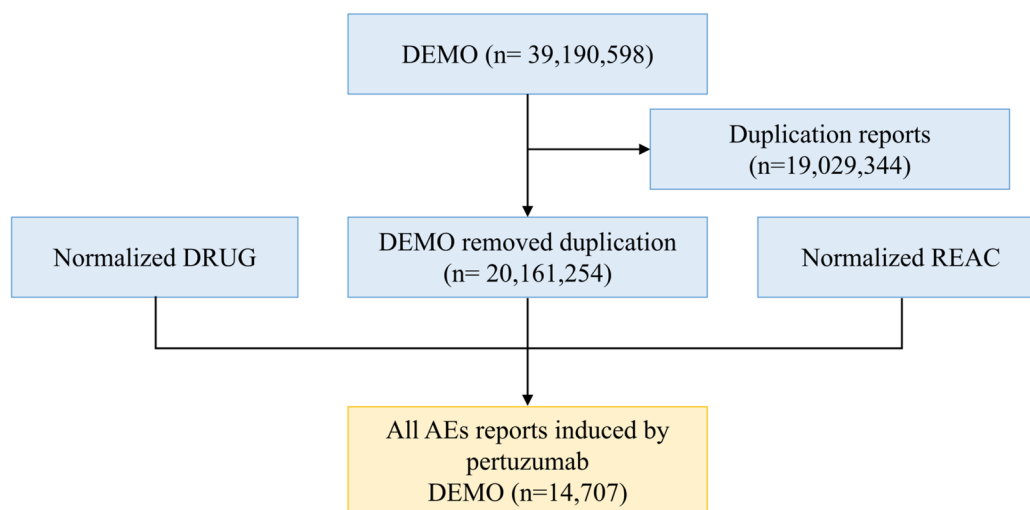 DEMO (n= 39,190,598)
Duplication reports
(n=19,029,344)
Normalized DRUG
DEMO removed duplication
(n= 20,161,254)
Normalized REAC
All AEs reports induced by
pertuzumab
DEMO (n=14,707)